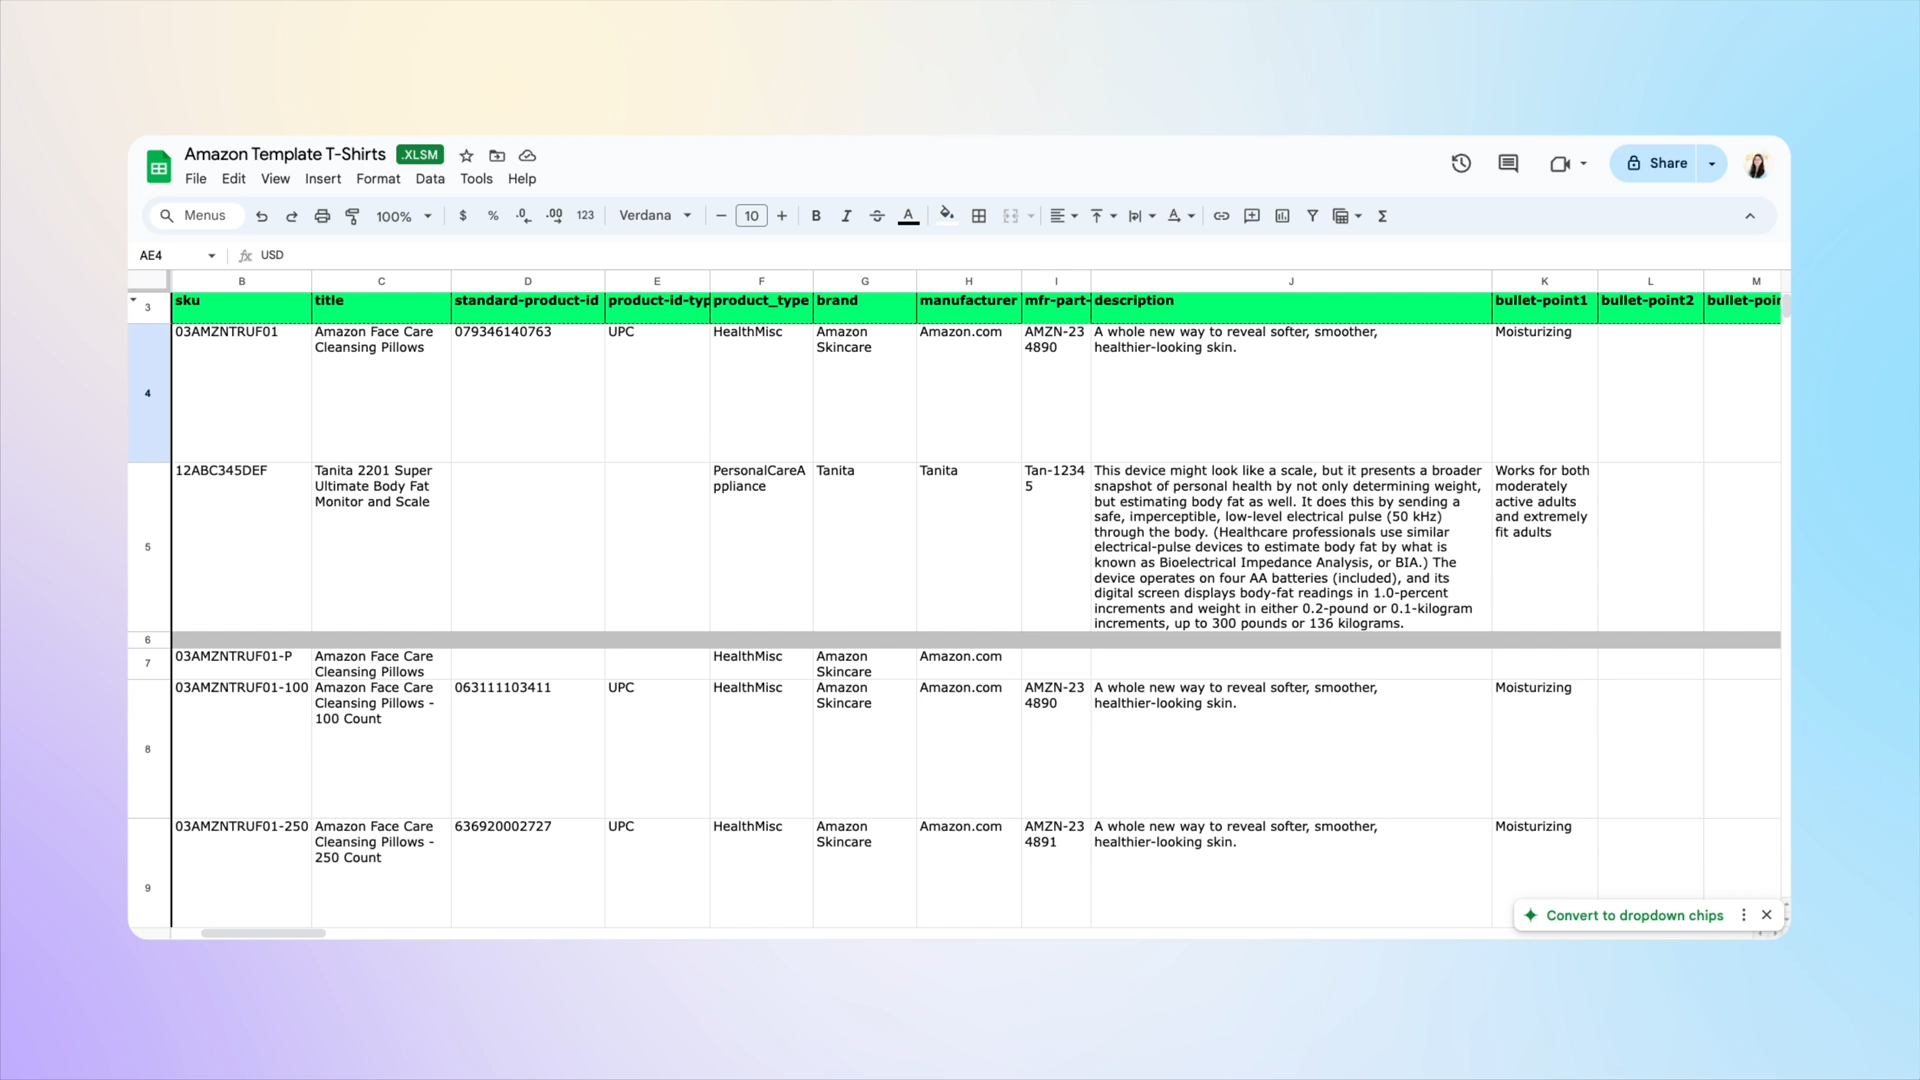 Amazon Template T-Shirts .XLSM
File Edit View Insert Format Data Tools Help
Share
Menus 100% $ % .0 .00 123 Verdana 10 B I A
AE4 fx USD
B C D E F G H I J K L M
3 sku title standard-product-id product-id-typ product_type brand manufacturer mfr-part- description bullet-point1 bullet-point2 bullet-poi
4
03AMZNTRUF01
Amazon Face Care
Cleansing Pillows
079346140763
UPC
HealthMisc
Amazon
Skincare
Amazon.com
AMZN-23
4890
A whole new way to reveal softer, smoother,
healthier-looking skin.
Moisturizing
5
12ABC345DEF
Tanita 2201 Super
Ultimate Body Fat
Monitor and Scale
PersonalCareA
ppliance
Tanita
Tanita
Tan-1234
5
This device might look like a scale, but it presents a broader
snapshot of personal health by not only determining weight,
but estimating body fat as well. It does this by sending a
safe, imperceptible, low-level electrical pulse (50 kHz)
through the body. (Healthcare professionals use similar
electrical-pulse devices to estimate body fat by what is
known as Bioelectrical Impedance Analysis, or BIA.) The
device operates on four AA batteries (included), and its
digital screen displays body-fat readings in 1.0-percent
increments and weight in either 0.2-pound or 0.1-kilogram
increments, up to 300 pounds or 136 kilograms.
Works for both
moderately
active adults
and extremely
fit adults
6
7
03AMZNTRUF01-P
Amazon Face Care
Cleansing Pillows
HealthMisc
Amazon
Skincare
Amazon.com
8
03AMZNTRUF01-100
Amazon Face Care
Cleansing Pillows -
100 Count
063111103411
UPC
HealthMisc
Amazon
Skincare
Amazon.com
AMZN-23
4890
A whole new way to reveal softer, smoother,
healthier-looking skin.
Moisturizing
9
03AMZNTRUF01-250
Amazon Face Care
Cleansing Pillows -
250 Count
636920002727
UPC
HealthMisc
Amazon
Skincare
Amazon.com
AMZN-23
4891
A whole new way to reveal softer, smoother,
healthier-looking skin.
Moisturizing
Convert to dropdown chips